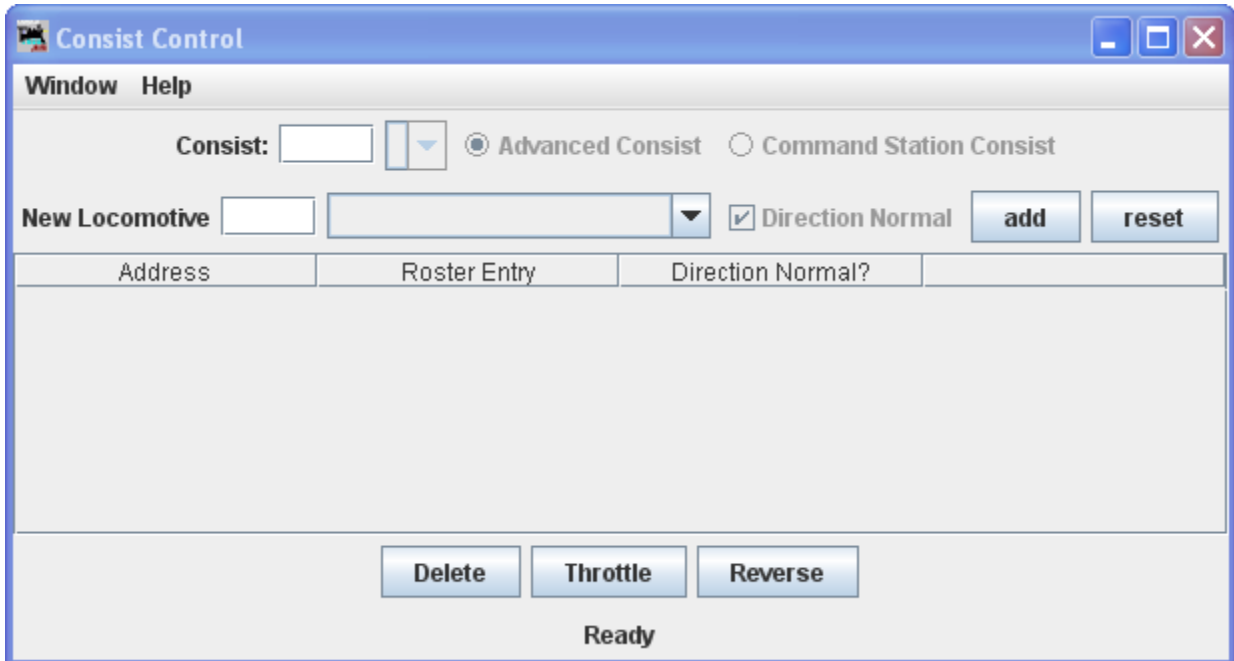 Consist Control
Window Help
Consist: Advanced Consist Command Station Consist
New Locomotive Direction Normal add reset
Address Roster Entry Direction Normal?
Delete Throttle Reverse
Ready